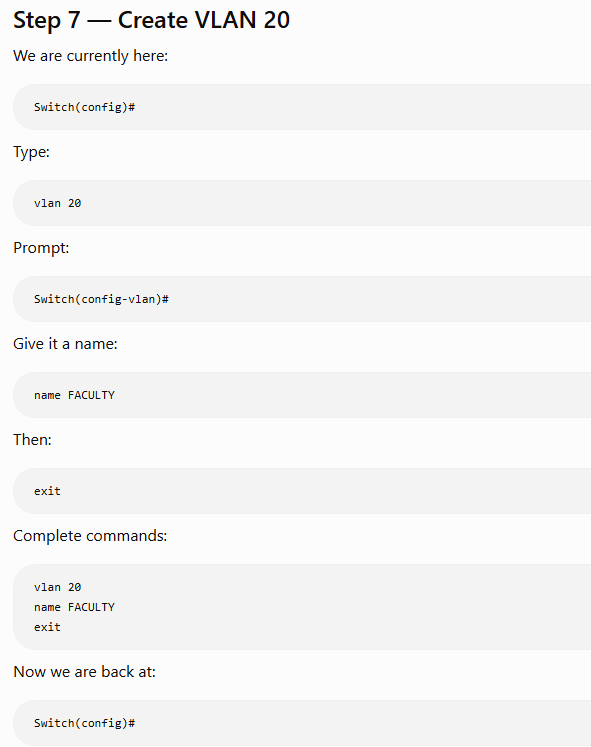 Step 7 — Create VLAN 20
We are currently here:
Switch(config)#
Type:
vlan 20
Prompt:
Switch(config-vlan)#
Give it a name:
name FACULTY
Then:
exit
Complete commands:
vlan 20
name FACULTY
exit
Now we are back at:
Switch(config)#